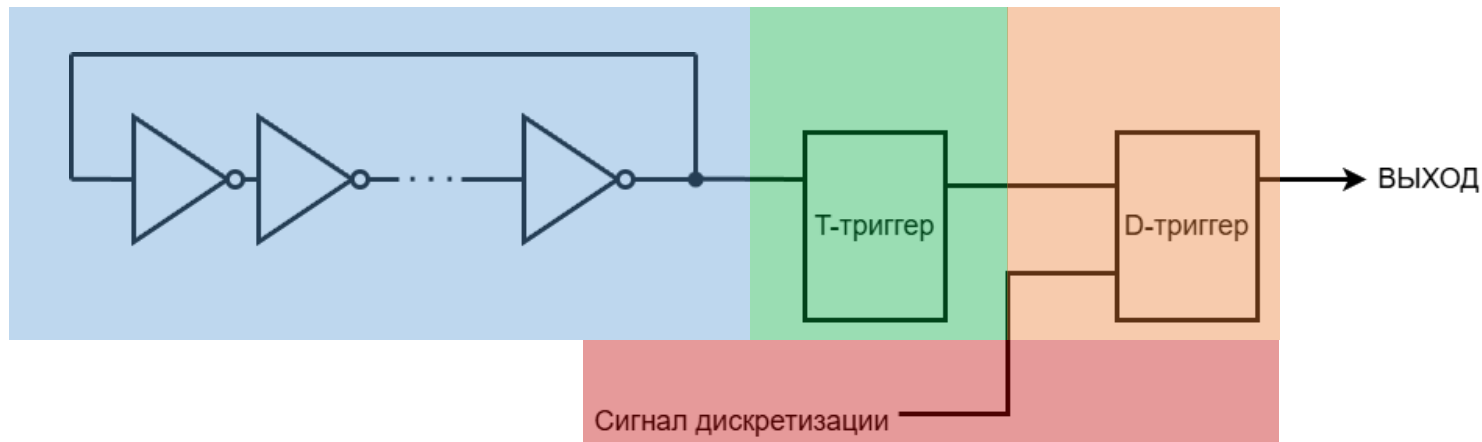 Т-триггер
D-триггер
ВЫХОД
Сигнал дискретизации